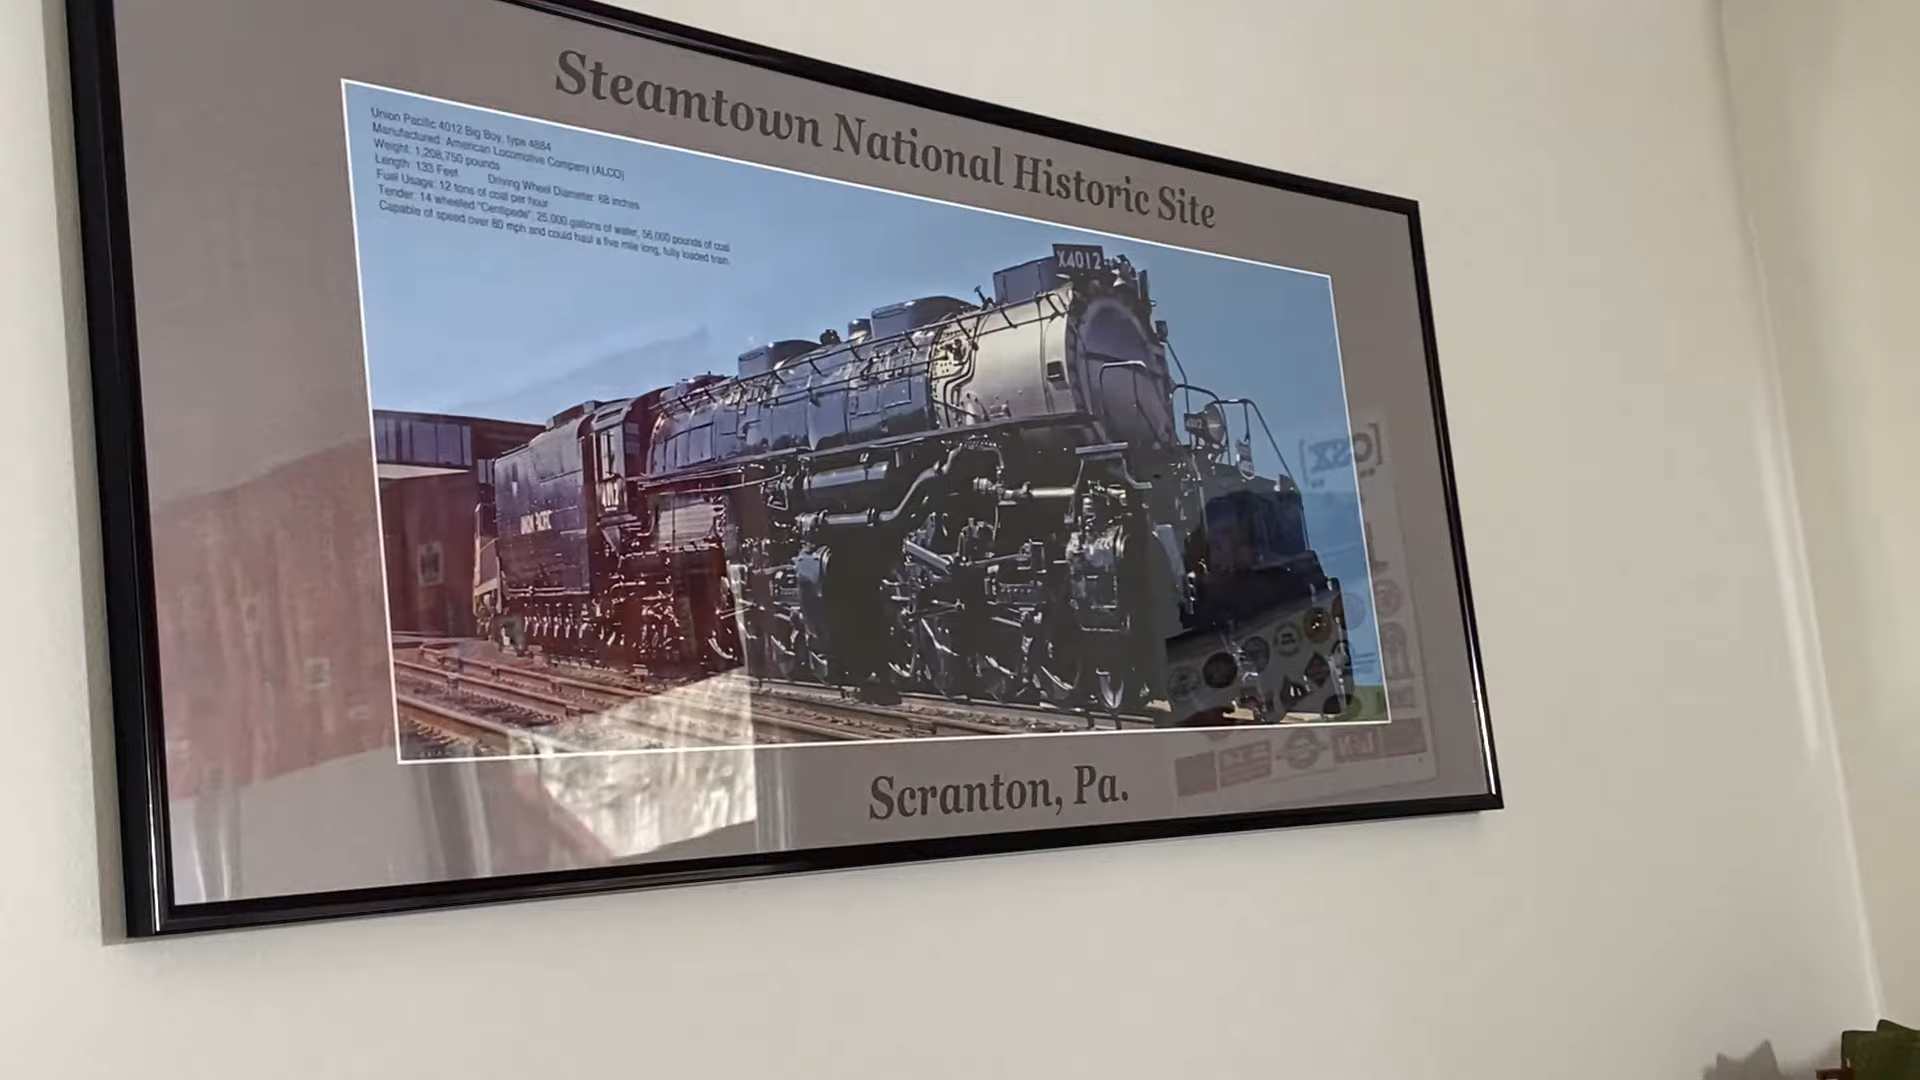 Steamtown National Historic Site
Union Pacific 4012 Big Boy, type 4884
Manufactured: American Locomotive Company (ALCO)
Weight: 1,208,750 pounds
Length: 133 Feet Driving Wheel Diameter: 68 inches
Fuel Usage: 12 tons of coal per hour
Tender: 14 wheeled "Centipede", 25,000 gallons of water, 56,000 pounds of coal
Capable of speed over 80 mph and could haul a five mile long, fully loaded train
X4012
UNION PACIFIC
[CSX]
Scranton, Pa.